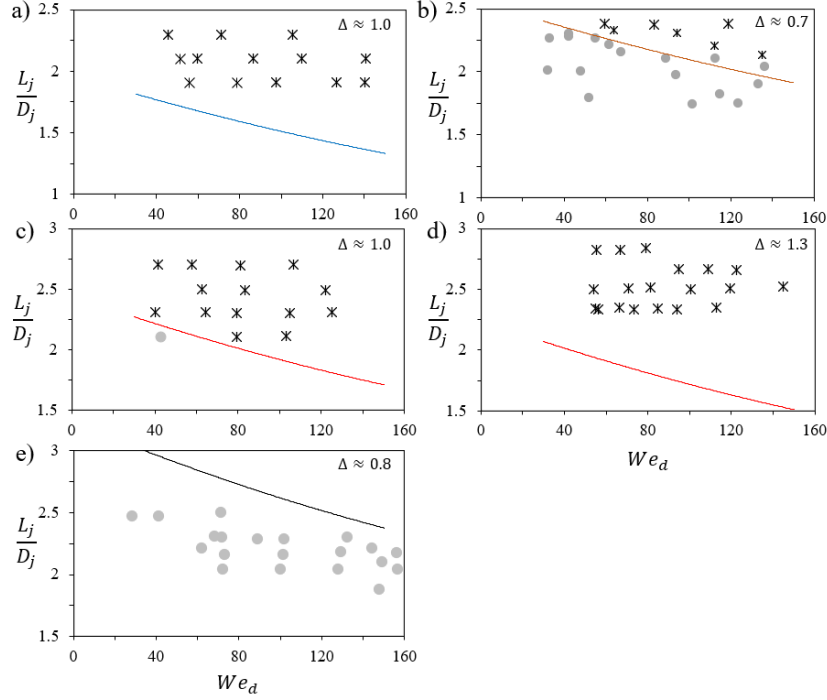 a)
Δ ≈ 1.0
2.5
2
1.5
1
L_j
D_j
0
40
80
120
160
b)
Δ ≈ 0.7
2.5
2
1.5
1
L_j
D_j
0
40
80
120
160
c)
Δ ≈ 1.0
3
2.5
2
1.5
L_j
D_j
0
40
80
120
160
d)
Δ ≈ 1.3
3
2.5
2
1.5
L_j
D_j
0
40
80
120
160
We_d
e)
Δ ≈ 0.8
3
2.5
2
1.5
L_j
D_j
0
40
80
120
160
We_d